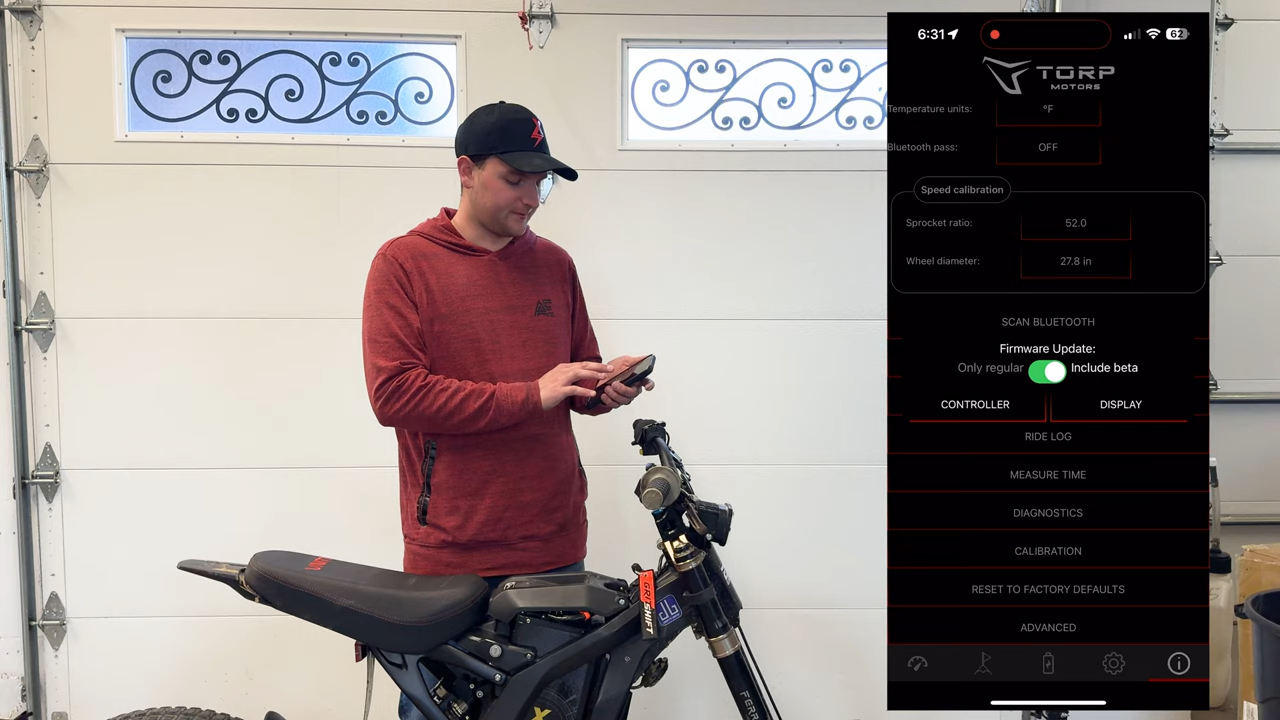 6:31
62
TORP
MOTORS
Temperature units:
°F
Bluetooth pass:
OFF
Speed calibration
Sprocket ratio:
52.0
Wheel diameter:
27.8 in
SCAN BLUETOOTH
Firmware Update:
Only regular
Include beta
CONTROLLER
DISPLAY
RIDE LOG
MEASURE TIME
DIAGNOSTICS
CALIBRATION
RESET TO FACTORY DEFAULTS
ADVANCED
GRITSHIFT
X